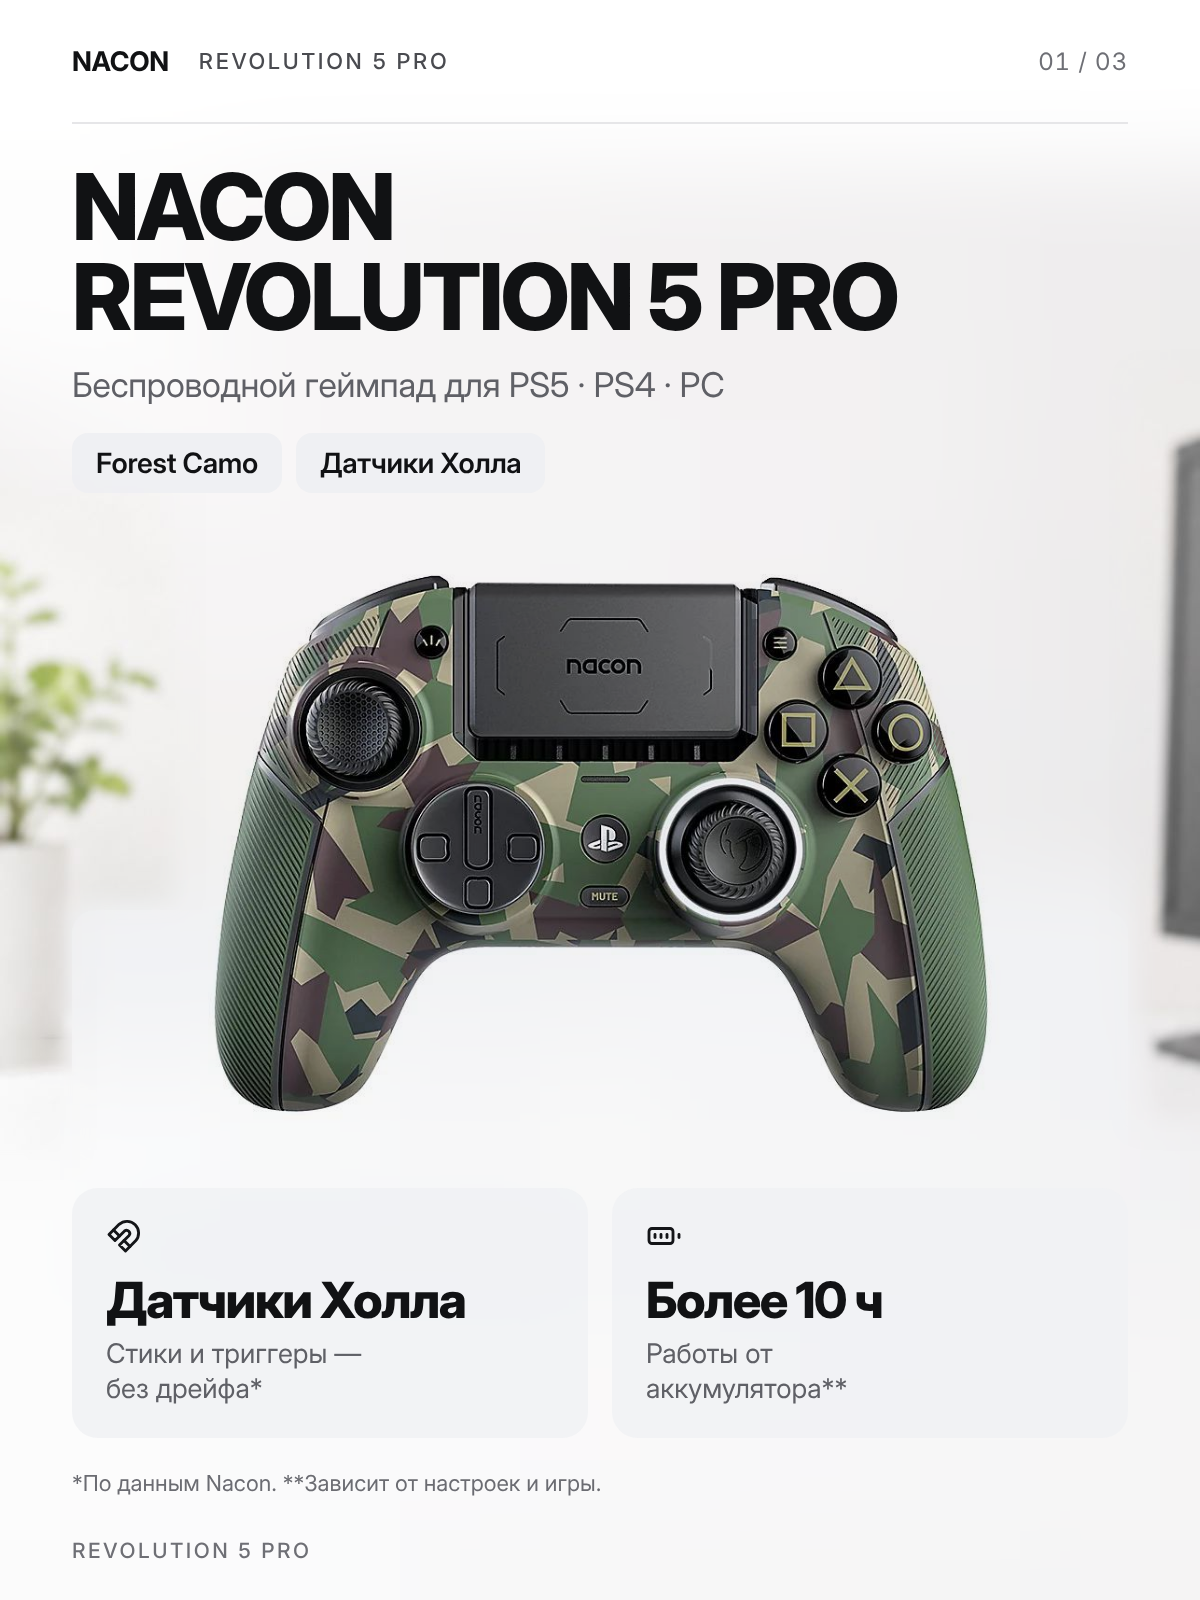 NACON REVOLUTION 5 PRO 01 / 03
NACON
REVOLUTION 5 PRO
Беспроводной геймпад для PS5 · PS4 · PC
Forest Camo Датчики Холла
nacon
nacon
MUTE
Датчики Холла
Стики и триггеры —
без дрейфа*
Более 10 ч
Работы от
аккумулятора**
*По данным Nacon. **Зависит от настроек и игры.
REVOLUTION 5 PRO